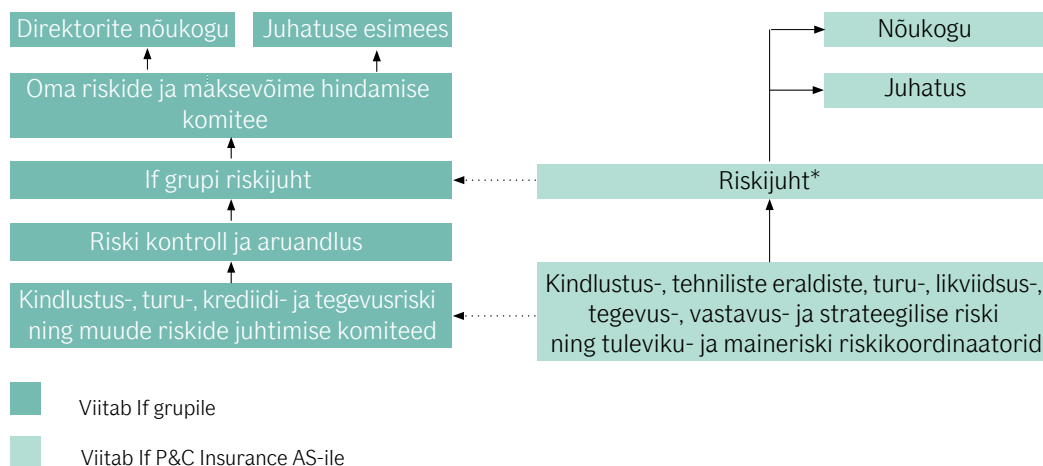 Direktorite nõukogu
Juhatuse esimees
Oma riskide ja maksevõime hindamise
komitee
If grupi riskijuht
Riski kontroll ja aruandlus
Kindlustus-, turu-, krediidi- ja tegevusriski
ning muude riskide juhtimise komiteed
Nõukogu
Juhatus
Riskijuht*
Kindlustus-, tehniliste eraldiste, turu-, likviidsus-,
tegevus-, vastavus- ja strateegilise riski
ning tuleviku- ja maineriski riskikoordinaatorid
Viitab If grupile
Viitab If P&C Insurance AS-ile